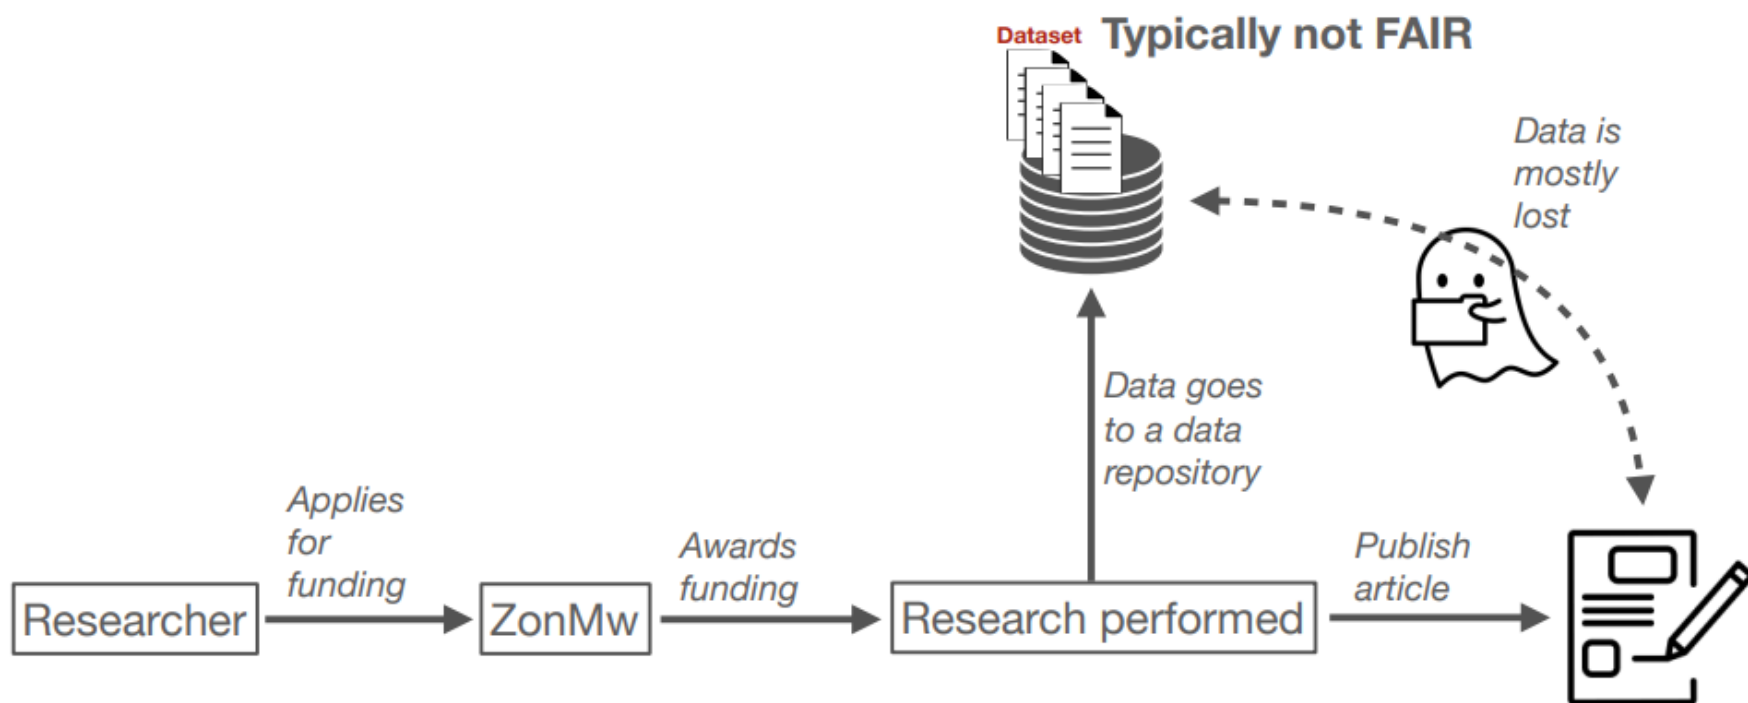 Dataset Typically not FAIR
Data is
mostly
lost
Data goes
to a data
repository
Applies
for
funding
Awards
funding
Publish
article
Researcher
ZonMw
Research performed